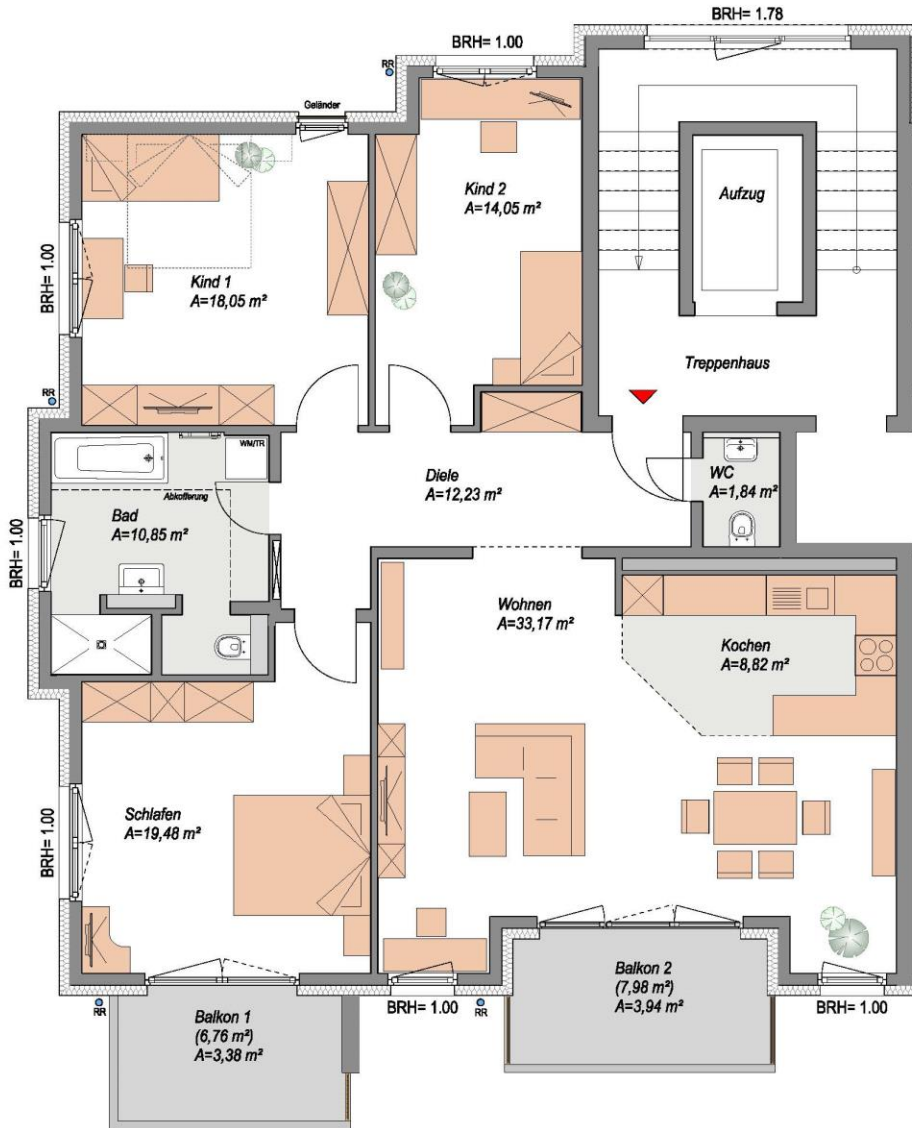 BRH= 1.78
BRH= 1.00
RR
Geländer
Kind 2
A=14,05 m²
Aufzug
BRH= 1.00
Kind 1
A=18,05 m²
Treppenhaus
RR
WM/TR
Diele
A=12,23 m²
WC
A=1,84 m²
Abkofferung
Bad
A=10,85 m²
BRH= 1.00
Wohnen
A=33,17 m²
Kochen
A=8,82 m²
Schlafen
A=19,48 m²
BRH= 1.00
Balkon 2
(7,98 m²)
A=3,94 m²
BRH= 1.00
BRH= 1.00
RR
RR
Balkon 1
(6,76 m²)
A=3,38 m²